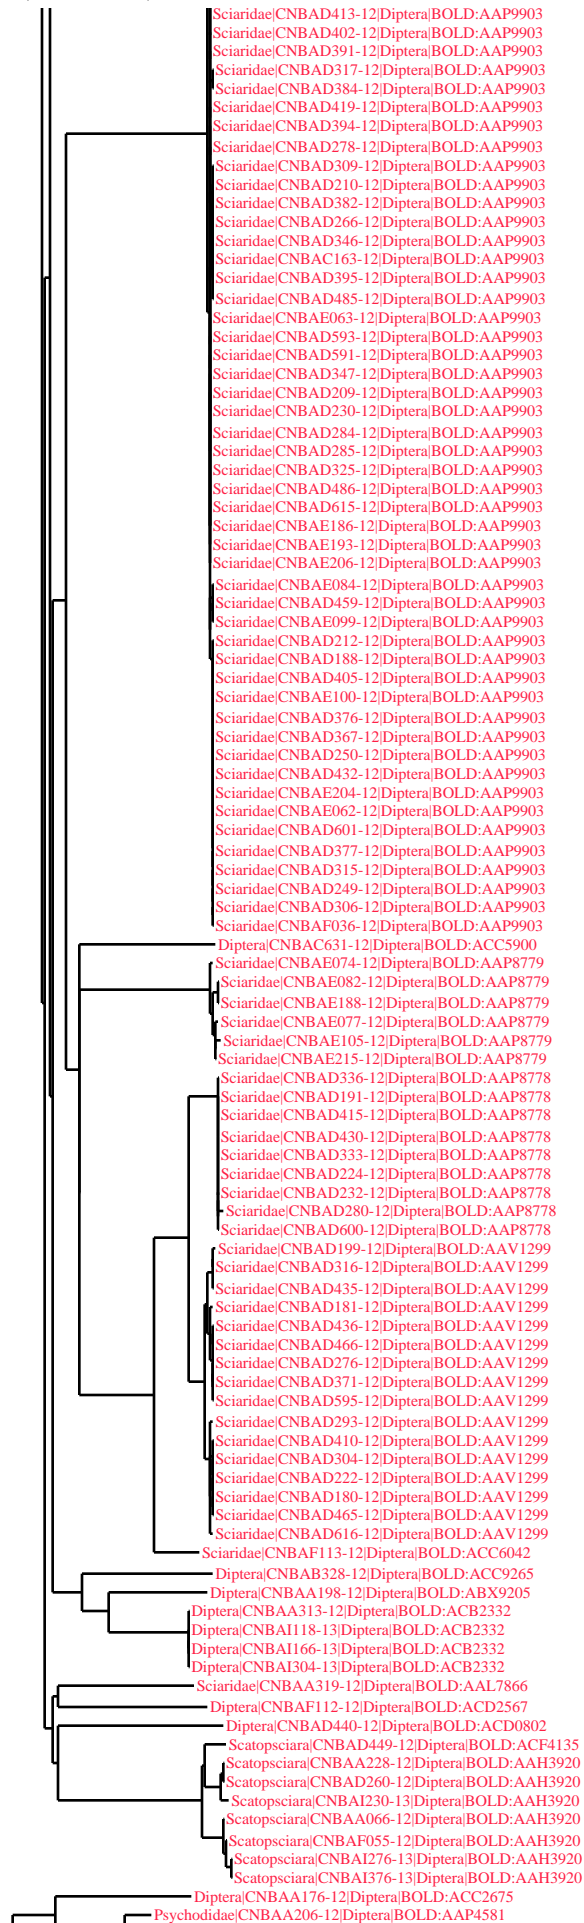 Sciaridae|CNBAD413-12|Diptera|BOLD:AAP9903
Sciaridae|CNBAD402-12|Diptera|BOLD:AAP9903
Sciaridae|CNBAD391-12|Diptera|BOLD:AAP9903
Sciaridae|CNBAD317-12|Diptera|BOLD:AAP9903
Sciaridae|CNBAD384-12|Diptera|BOLD:AAP9903
Sciaridae|CNBAD419-12|Diptera|BOLD:AAP9903
Sciaridae|CNBAD394-12|Diptera|BOLD:AAP9903
Sciaridae|CNBAD278-12|Diptera|BOLD:AAP9903
Sciaridae|CNBAD309-12|Diptera|BOLD:AAP9903
Sciaridae|CNBAD210-12|Diptera|BOLD:AAP9903
Sciaridae|CNBAD382-12|Diptera|BOLD:AAP9903
Sciaridae|CNBAD266-12|Diptera|BOLD:AAP9903
Sciaridae|CNBAD346-12|Diptera|BOLD:AAP9903
Sciaridae|CNBAC163-12|Diptera|BOLD:AAP9903
Sciaridae|CNBAD395-12|Diptera|BOLD:AAP9903
Sciaridae|CNBAD485-12|Diptera|BOLD:AAP9903
Sciaridae|CNBAE063-12|Diptera|BOLD:AAP9903
Sciaridae|CNBAD593-12|Diptera|BOLD:AAP9903
Sciaridae|CNBAD591-12|Diptera|BOLD:AAP9903
Sciaridae|CNBAD347-12|Diptera|BOLD:AAP9903
Sciaridae|CNBAD209-12|Diptera|BOLD:AAP9903
Sciaridae|CNBAD230-12|Diptera|BOLD:AAP9903
Sciaridae|CNBAD284-12|Diptera|BOLD:AAP9903
Sciaridae|CNBAD285-12|Diptera|BOLD:AAP9903
Sciaridae|CNBAD325-12|Diptera|BOLD:AAP9903
Sciaridae|CNBAD486-12|Diptera|BOLD:AAP9903
Sciaridae|CNBAD615-12|Diptera|BOLD:AAP9903
Sciaridae|CNBAE186-12|Diptera|BOLD:AAP9903
Sciaridae|CNBAE193-12|Diptera|BOLD:AAP9903
Sciaridae|CNBAE206-12|Diptera|BOLD:AAP9903
Sciaridae|CNBAE084-12|Diptera|BOLD:AAP9903
Sciaridae|CNBAD459-12|Diptera|BOLD:AAP9903
Sciaridae|CNBAE099-12|Diptera|BOLD:AAP9903
Sciaridae|CNBAD212-12|Diptera|BOLD:AAP9903
Sciaridae|CNBAD188-12|Diptera|BOLD:AAP9903
Sciaridae|CNBAD405-12|Diptera|BOLD:AAP9903
Sciaridae|CNBAE100-12|Diptera|BOLD:AAP9903
Sciaridae|CNBAD376-12|Diptera|BOLD:AAP9903
Sciaridae|CNBAD367-12|Diptera|BOLD:AAP9903
Sciaridae|CNBAD250-12|Diptera|BOLD:AAP9903
Sciaridae|CNBAD432-12|Diptera|BOLD:AAP9903
Sciaridae|CNBAE204-12|Diptera|BOLD:AAP9903
Sciaridae|CNBAE062-12|Diptera|BOLD:AAP9903
Sciaridae|CNBAD601-12|Diptera|BOLD:AAP9903
Sciaridae|CNBAD377-12|Diptera|BOLD:AAP9903
Sciaridae|CNBAD315-12|Diptera|BOLD:AAP9903
Sciaridae|CNBAD249-12|Diptera|BOLD:AAP9903
Sciaridae|CNBAD306-12|Diptera|BOLD:AAP9903
Sciaridae|CNBAF036-12|Diptera|BOLD:AAP9903
Diptera|CNBAC631-12|Diptera|BOLD:ACC5900
Sciaridae|CNBAE074-12|Diptera|BOLD:AAP8779
Sciaridae|CNBAE082-12|Diptera|BOLD:AAP8779
Sciaridae|CNBAE188-12|Diptera|BOLD:AAP8779
Sciaridae|CNBAE077-12|Diptera|BOLD:AAP8779
Sciaridae|CNBAE105-12|Diptera|BOLD:AAP8779
Sciaridae|CNBAE215-12|Diptera|BOLD:AAP8779
Sciaridae|CNBAD336-12|Diptera|BOLD:AAP8778
Sciaridae|CNBAD191-12|Diptera|BOLD:AAP8778
Sciaridae|CNBAD415-12|Diptera|BOLD:AAP8778
Sciaridae|CNBAD430-12|Diptera|BOLD:AAP8778
Sciaridae|CNBAD333-12|Diptera|BOLD:AAP8778
Sciaridae|CNBAD224-12|Diptera|BOLD:AAP8778
Sciaridae|CNBAD232-12|Diptera|BOLD:AAP8778
Sciaridae|CNBAD280-12|Diptera|BOLD:AAP8778
Sciaridae|CNBAD600-12|Diptera|BOLD:AAP8778
Sciaridae|CNBAD199-12|Diptera|BOLD:AAV1299
Sciaridae|CNBAD316-12|Diptera|BOLD:AAV1299
Sciaridae|CNBAD435-12|Diptera|BOLD:AAV1299
Sciaridae|CNBAD181-12|Diptera|BOLD:AAV1299
Sciaridae|CNBAD436-12|Diptera|BOLD:AAV1299
Sciaridae|CNBAD466-12|Diptera|BOLD:AAV1299
Sciaridae|CNBAD276-12|Diptera|BOLD:AAV1299
Sciaridae|CNBAD371-12|Diptera|BOLD:AAV1299
Sciaridae|CNBAD595-12|Diptera|BOLD:AAV1299
Sciaridae|CNBAD293-12|Diptera|BOLD:AAV1299
Sciaridae|CNBAD410-12|Diptera|BOLD:AAV1299
Sciaridae|CNBAD304-12|Diptera|BOLD:AAV1299
Sciaridae|CNBAD222-12|Diptera|BOLD:AAV1299
Sciaridae|CNBAD180-12|Diptera|BOLD:AAV1299
Sciaridae|CNBAD465-12|Diptera|BOLD:AAV1299
Sciaridae|CNBAD616-12|Diptera|BOLD:AAV1299
Sciaridae|CNBAF113-12|Diptera|BOLD:ACC6042
Diptera|CNBAB328-12|Diptera|BOLD:ACC9265
Diptera|CNBAA198-12|Diptera|BOLD:ABX9205
Diptera|CNBAA313-12|Diptera|BOLD:ACB2332
Diptera|CNBAI118-13|Diptera|BOLD:ACB2332
Diptera|CNBAI166-13|Diptera|BOLD:ACB2332
Diptera|CNBAI304-13|Diptera|BOLD:ACB2332
Sciaridae|CNBAA319-12|Diptera|BOLD:AAL7866
Diptera|CNBAF112-12|Diptera|BOLD:ACD2567
Diptera|CNBAD440-12|Diptera|BOLD:ACD0802
Scatopsciara|CNBAD449-12|Diptera|BOLD:ACF4135
Scatopsciara|CNBAA228-12|Diptera|BOLD:AAH3920
Scatopsciara|CNBAD260-12|Diptera|BOLD:AAH3920
Scatopsciara|CNBAI230-13|Diptera|BOLD:AAH3920
Scatopsciara|CNBAA066-12|Diptera|BOLD:AAH3920
Scatopsciara|CNBAF055-12|Diptera|BOLD:AAH3920
Scatopsciara|CNBAI276-13|Diptera|BOLD:AAH3920
Scatopsciara|CNBAI376-13|Diptera|BOLD:AAH3920
Diptera|CNBAA176-12|Diptera|BOLD:ACC2675
Psychodidae|CNBAA206-12|Diptera|BOLD:AAP4581